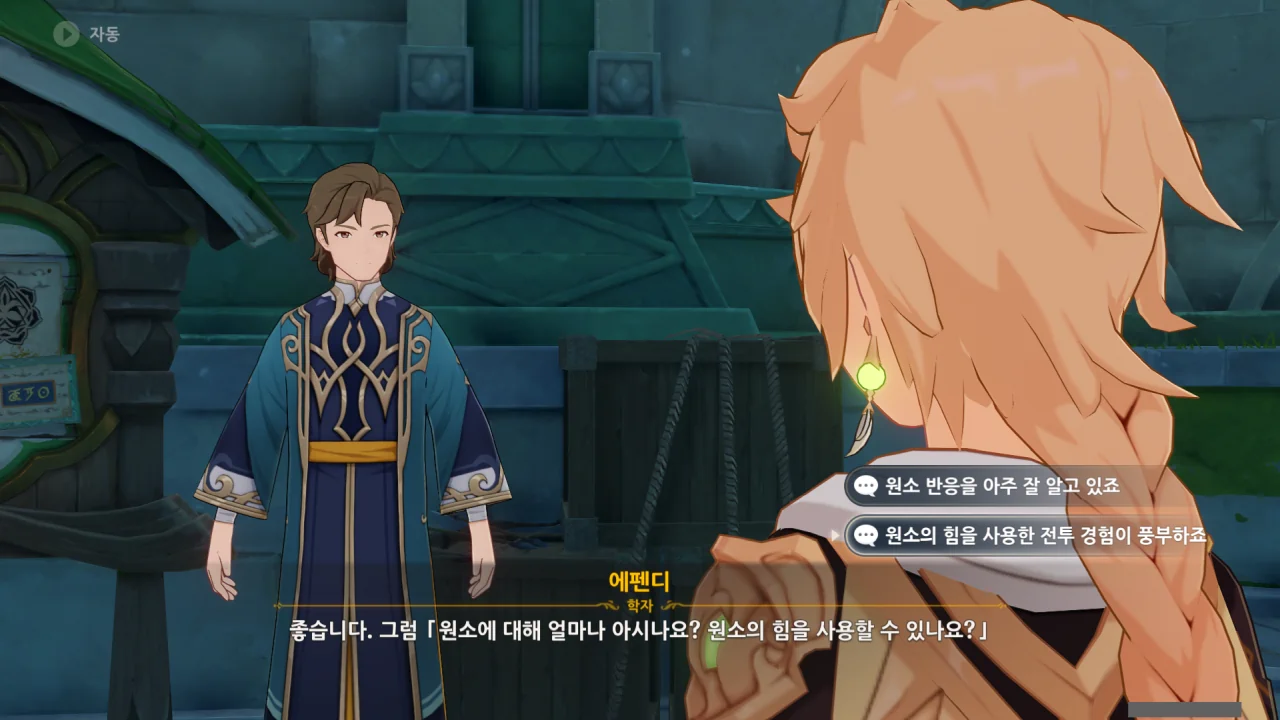 자동
원소 반응을 아주 잘 알고 있죠
원소의 힘을 사용한 전투 경험이 풍부하죠
에펜디
학자
좋습니다. 그럼 「원소에 대해 얼마나 아시나요? 원소의 힘을 사용할 수 있나요?」